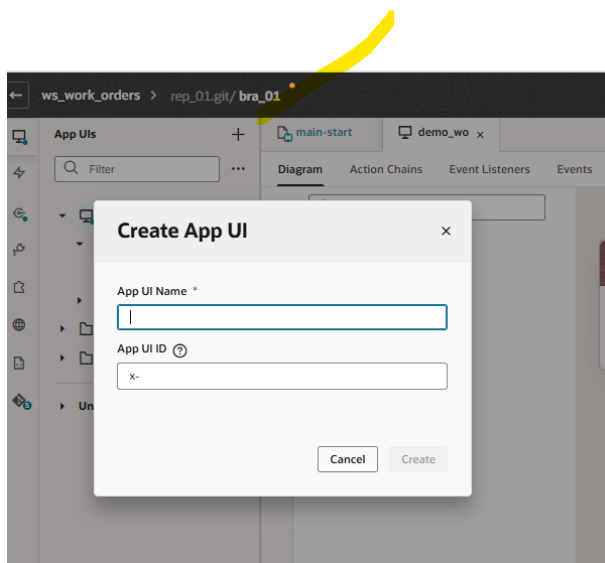 ws_work_orders > rep_01.git/ bra_01
App UIs +
main-start
demo_wo x
Filter ...
Diagram Action Chains Event Listeners Events
Create App UI ×
App UI Name *
App UI ID ?
x-
Un
Cancel Create